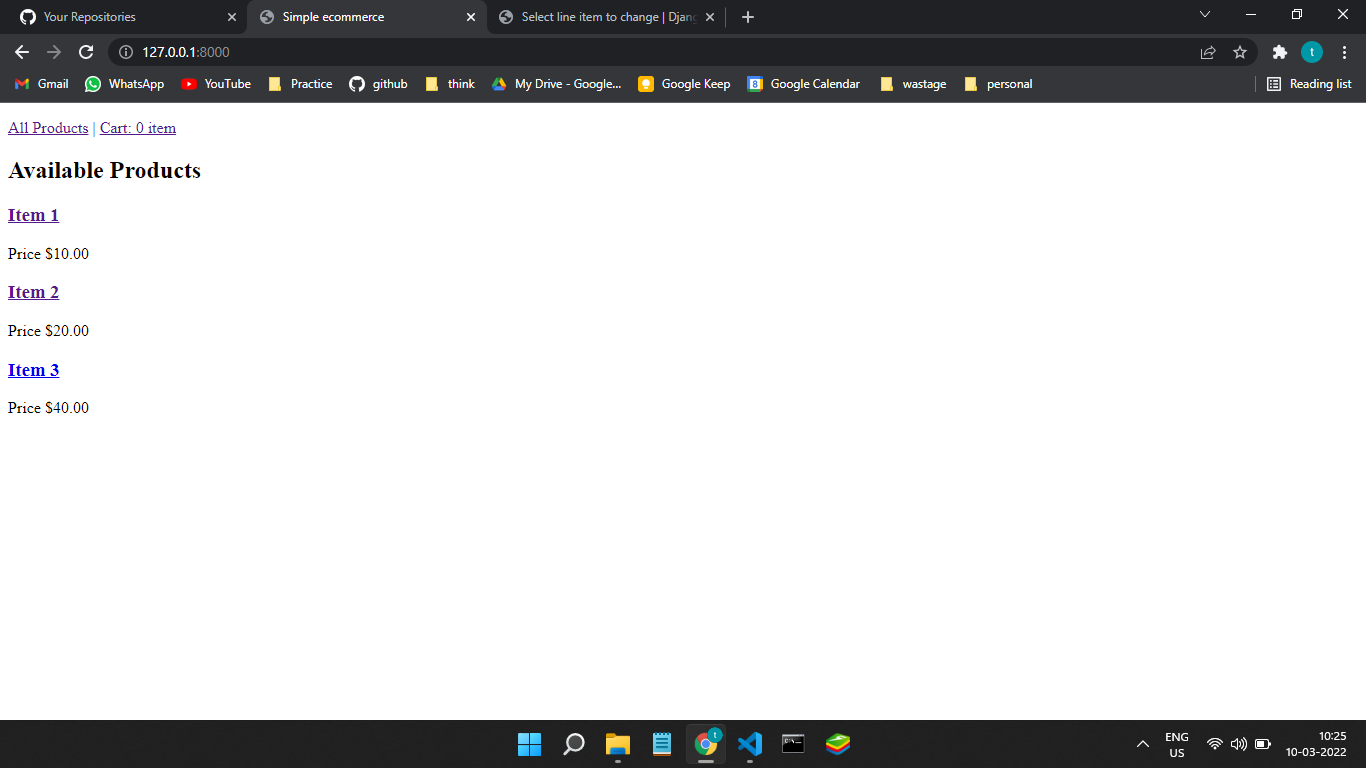 Your Repositories
Simple ecommerce
Select line item to change | Djang
127.0.0.1:8000
t
Gmail
WhatsApp
YouTube
Practice
github
think
My Drive - Google...
Google Keep
8
Google Calendar
wastage
personal
Reading list
All Products | Cart: 0 item
Available Products
Item 1
Price $10.00
Item 2
Price $20.00
Item 3
Price $40.00
t
ENG
US
10:25
10-03-2022